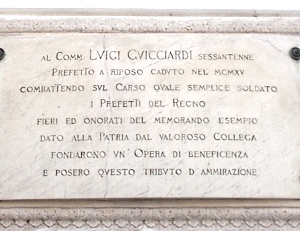 AL COMM. LVIGI GVICCIARDI SESSANTENNE
PREFETTO A RIPOSO CADVTO NEL MCMXV
COMBATTENDO SVL CARSO QVALE SEMPLICE SOLDATO
I PREFETTI DEL REGNO
FIERI ED ONORATI DEL MEMORANDO ESEMPIO
DATO ALLA PATRIA DAL VALOROSO COLLEGA
FONDARONO VN' OPERA DI BENEFICENZA
E POSERO QVESTO TRIBVTO D'AMMIRAZIONE